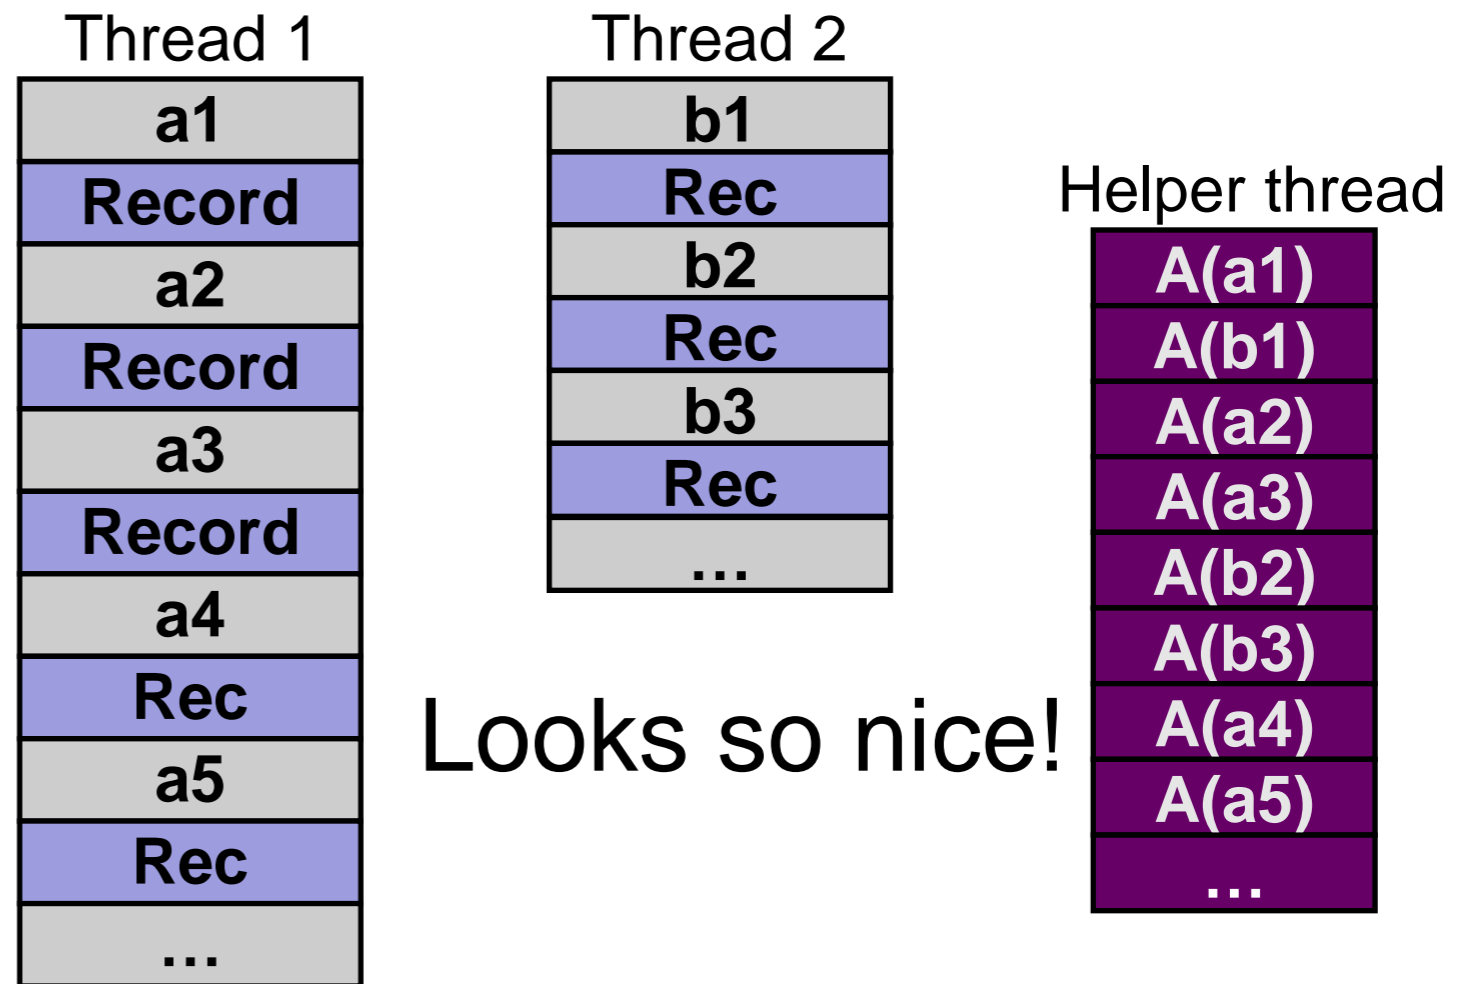 Thread 1
a1
Record
a2
Record
a3
Record
a4
Rec
a5
Rec
…
Thread 2
b1
Rec
b2
Rec
b3
Rec
…
Looks so nice!
Helper thread
A(a1)
A(b1)
A(a2)
A(a3)
A(b2)
A(b3)
A(a4)
A(a5)
…